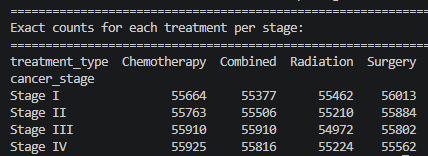 ================================================================
Exact counts for each treatment per stage:
================================================================
treatment_type  Chemotherapy  Combined  Radiation  Surgery
cancer_stage
Stage I                55664     55377      55462    56013
Stage II               55763     55506      55210    55884
Stage III              55910     55910      54972    55802
Stage IV               55925     55816      55224    55562